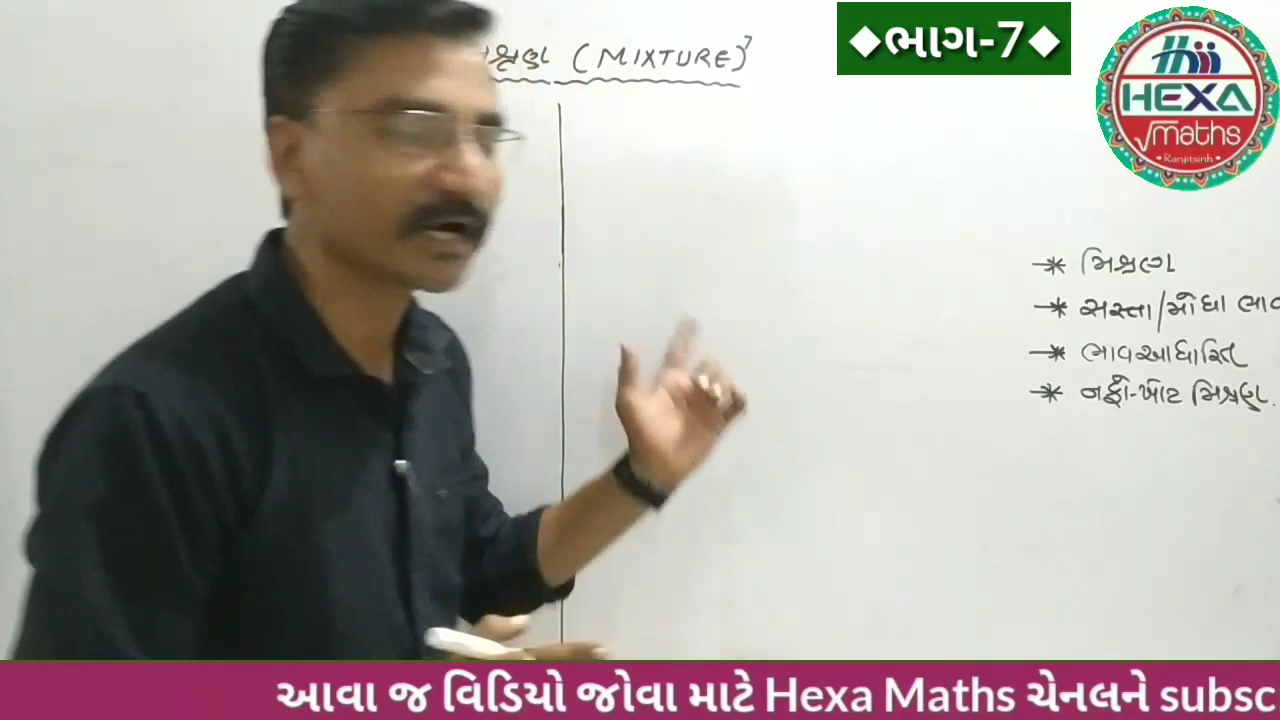 (MIXTURE)
◆ભાગ-7◆
HEXA
√maths
Ranjitsinh
* મિશ્રણ
* સસ્તા/મોંઘા ભાવ
* ભાવઆધારિત
* નફો-ખોટ મિશ્રણ.
આવા જ વિડિયો જોવા માટે Hexa Maths ચેનલને subsc